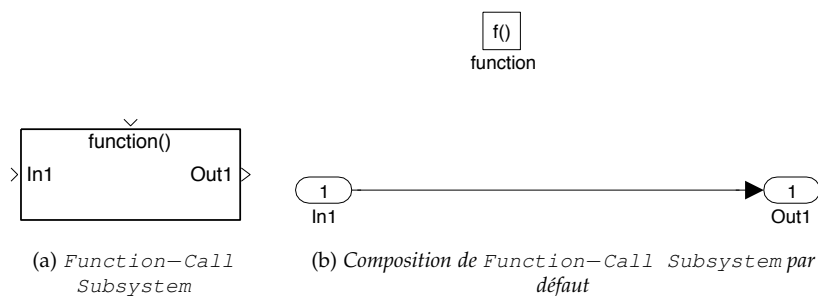 f()
function
function()
In1
Out1
1
In1
1
Out1
(a) Function—Call
Subsystem
(b) Composition de Function—Call Subsystem par
défaut